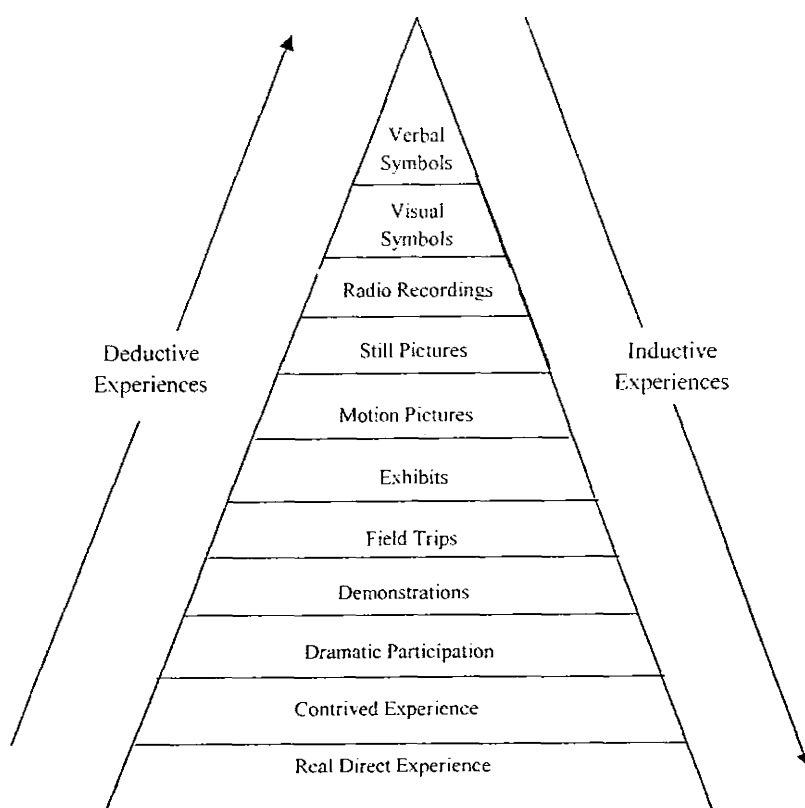 Verbal
Symbols
Visual
Symbols
Radio Recordings
Still Pictures
Deductive
Experiences
Inductive
Experiences
Motion Pictures
Exhibits
Field Trips
Demonstrations
Dramatic Participation
Contrived Experience
Real Direct Experience